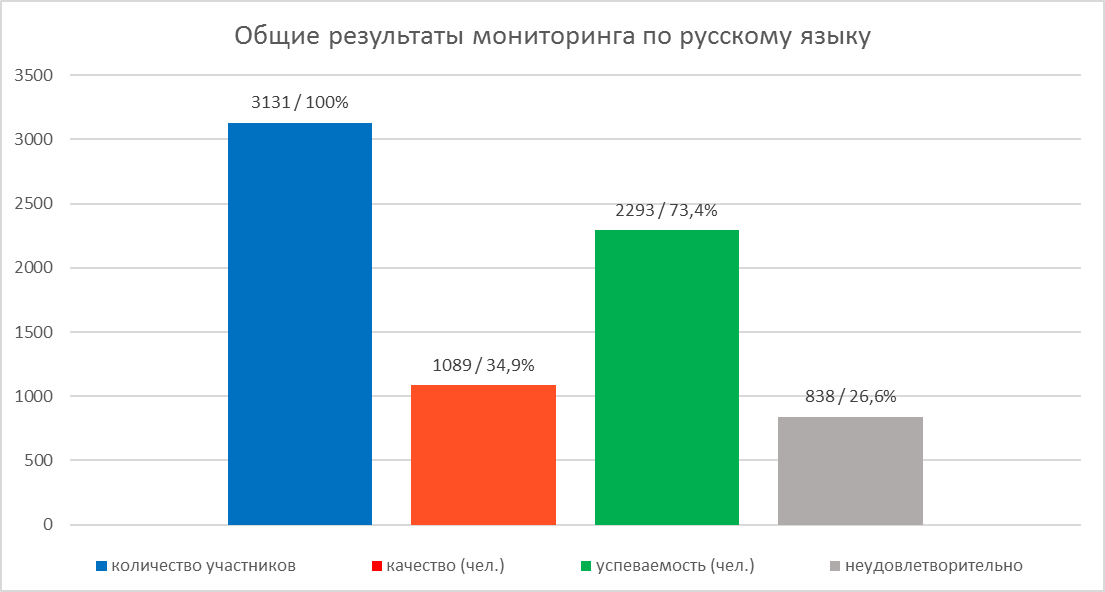 Общие результаты мониторинга по русскому языку
3500
3131 / 100%
3000
2500
2293 / 73,4%
2000
1500
1089 / 34,9%
1000
838 / 26,6%
500
0
количество участников
качество (чел.)
успеваемость (чел.)
неудовлетворительно